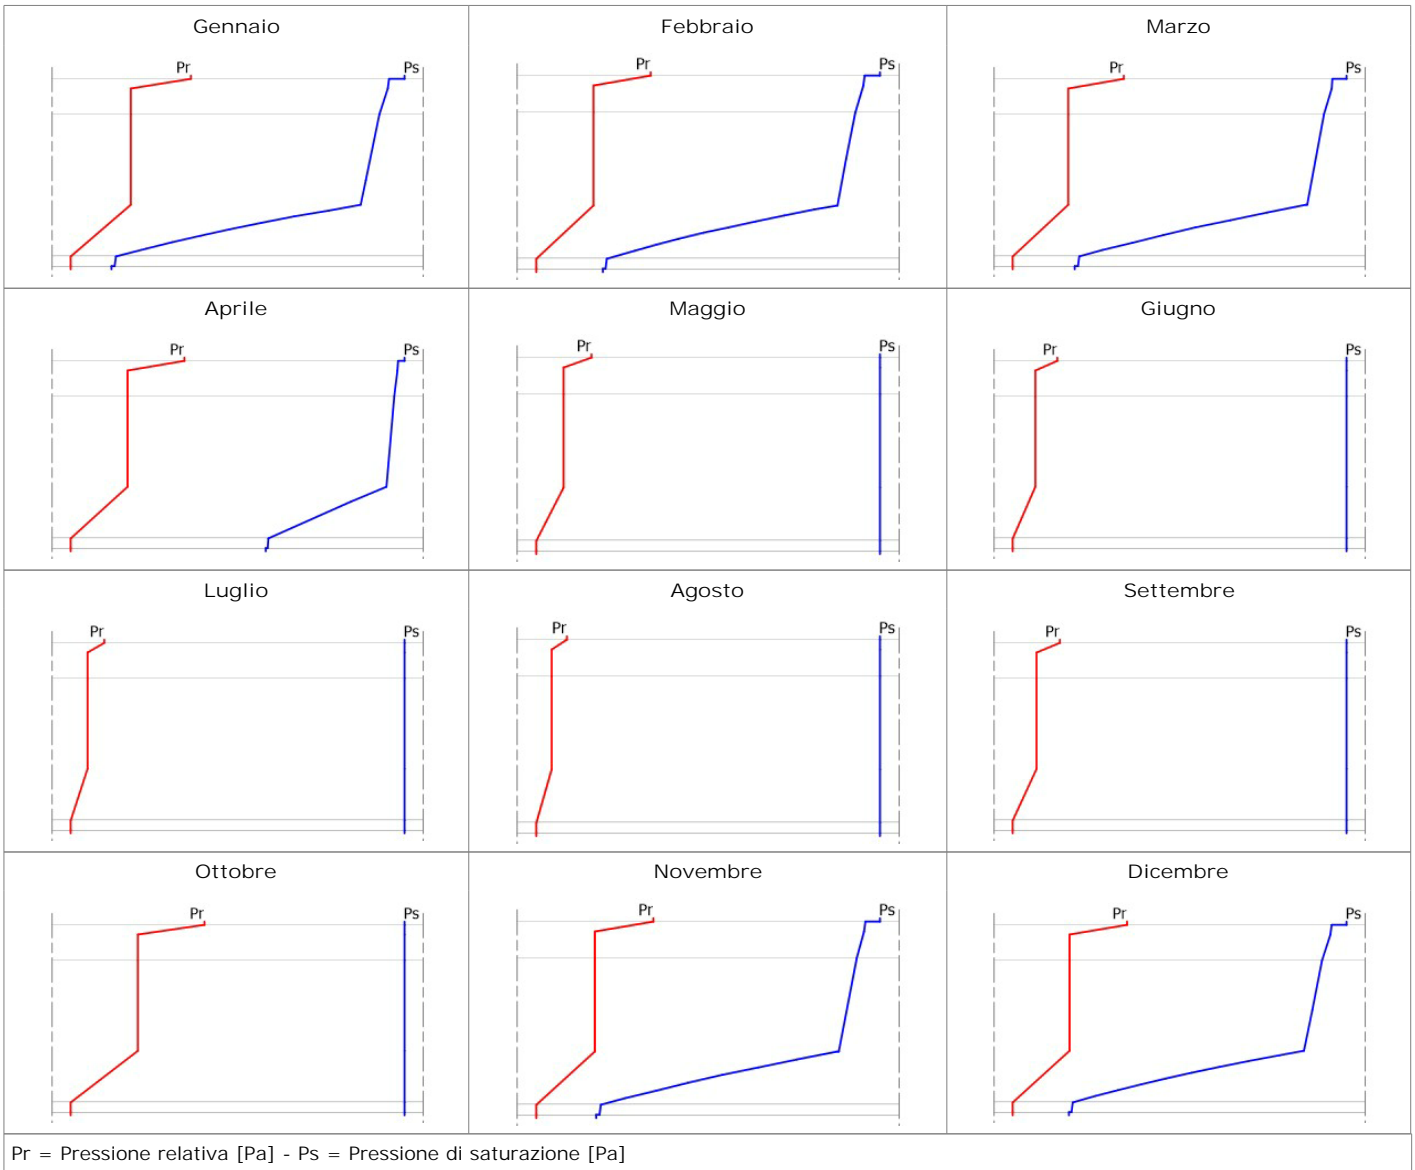 Gennaio
Febbraio
Marzo
Pr
Ps
Pr
Ps
Pr
Ps
Aprile
Maggio
Giugno
Pr
Ps
Pr
Ps
Pr
Ps
Luglio
Agosto
Settembre
Pr
Ps
Pr
Ps
Pr
Ps
Ottobre
Novembre
Dicembre
Pr
Ps
Pr
Ps
Pr
Ps
Pr = Pressione relativa [Pa] - Ps = Pressione di saturazione [Pa]